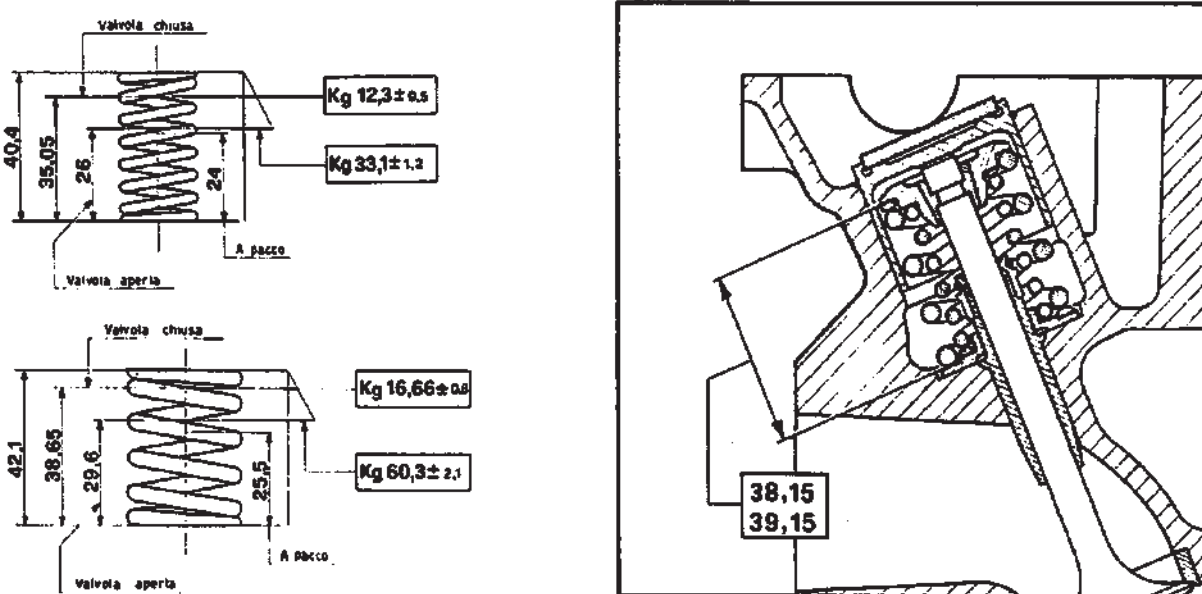 Valvola chiusa
Kg 12,3 ± 0,5
Kg 33,1 ± 1,2
40,4
35,05
26
24
A pacco
Valvola aperta
Valvola chiusa
Kg 16,66 ± 0,8
Kg 60,3 ± 2,1
42,1
38,65
29,6
25,5
A pacco
Valvola aperta
38,15
39,15